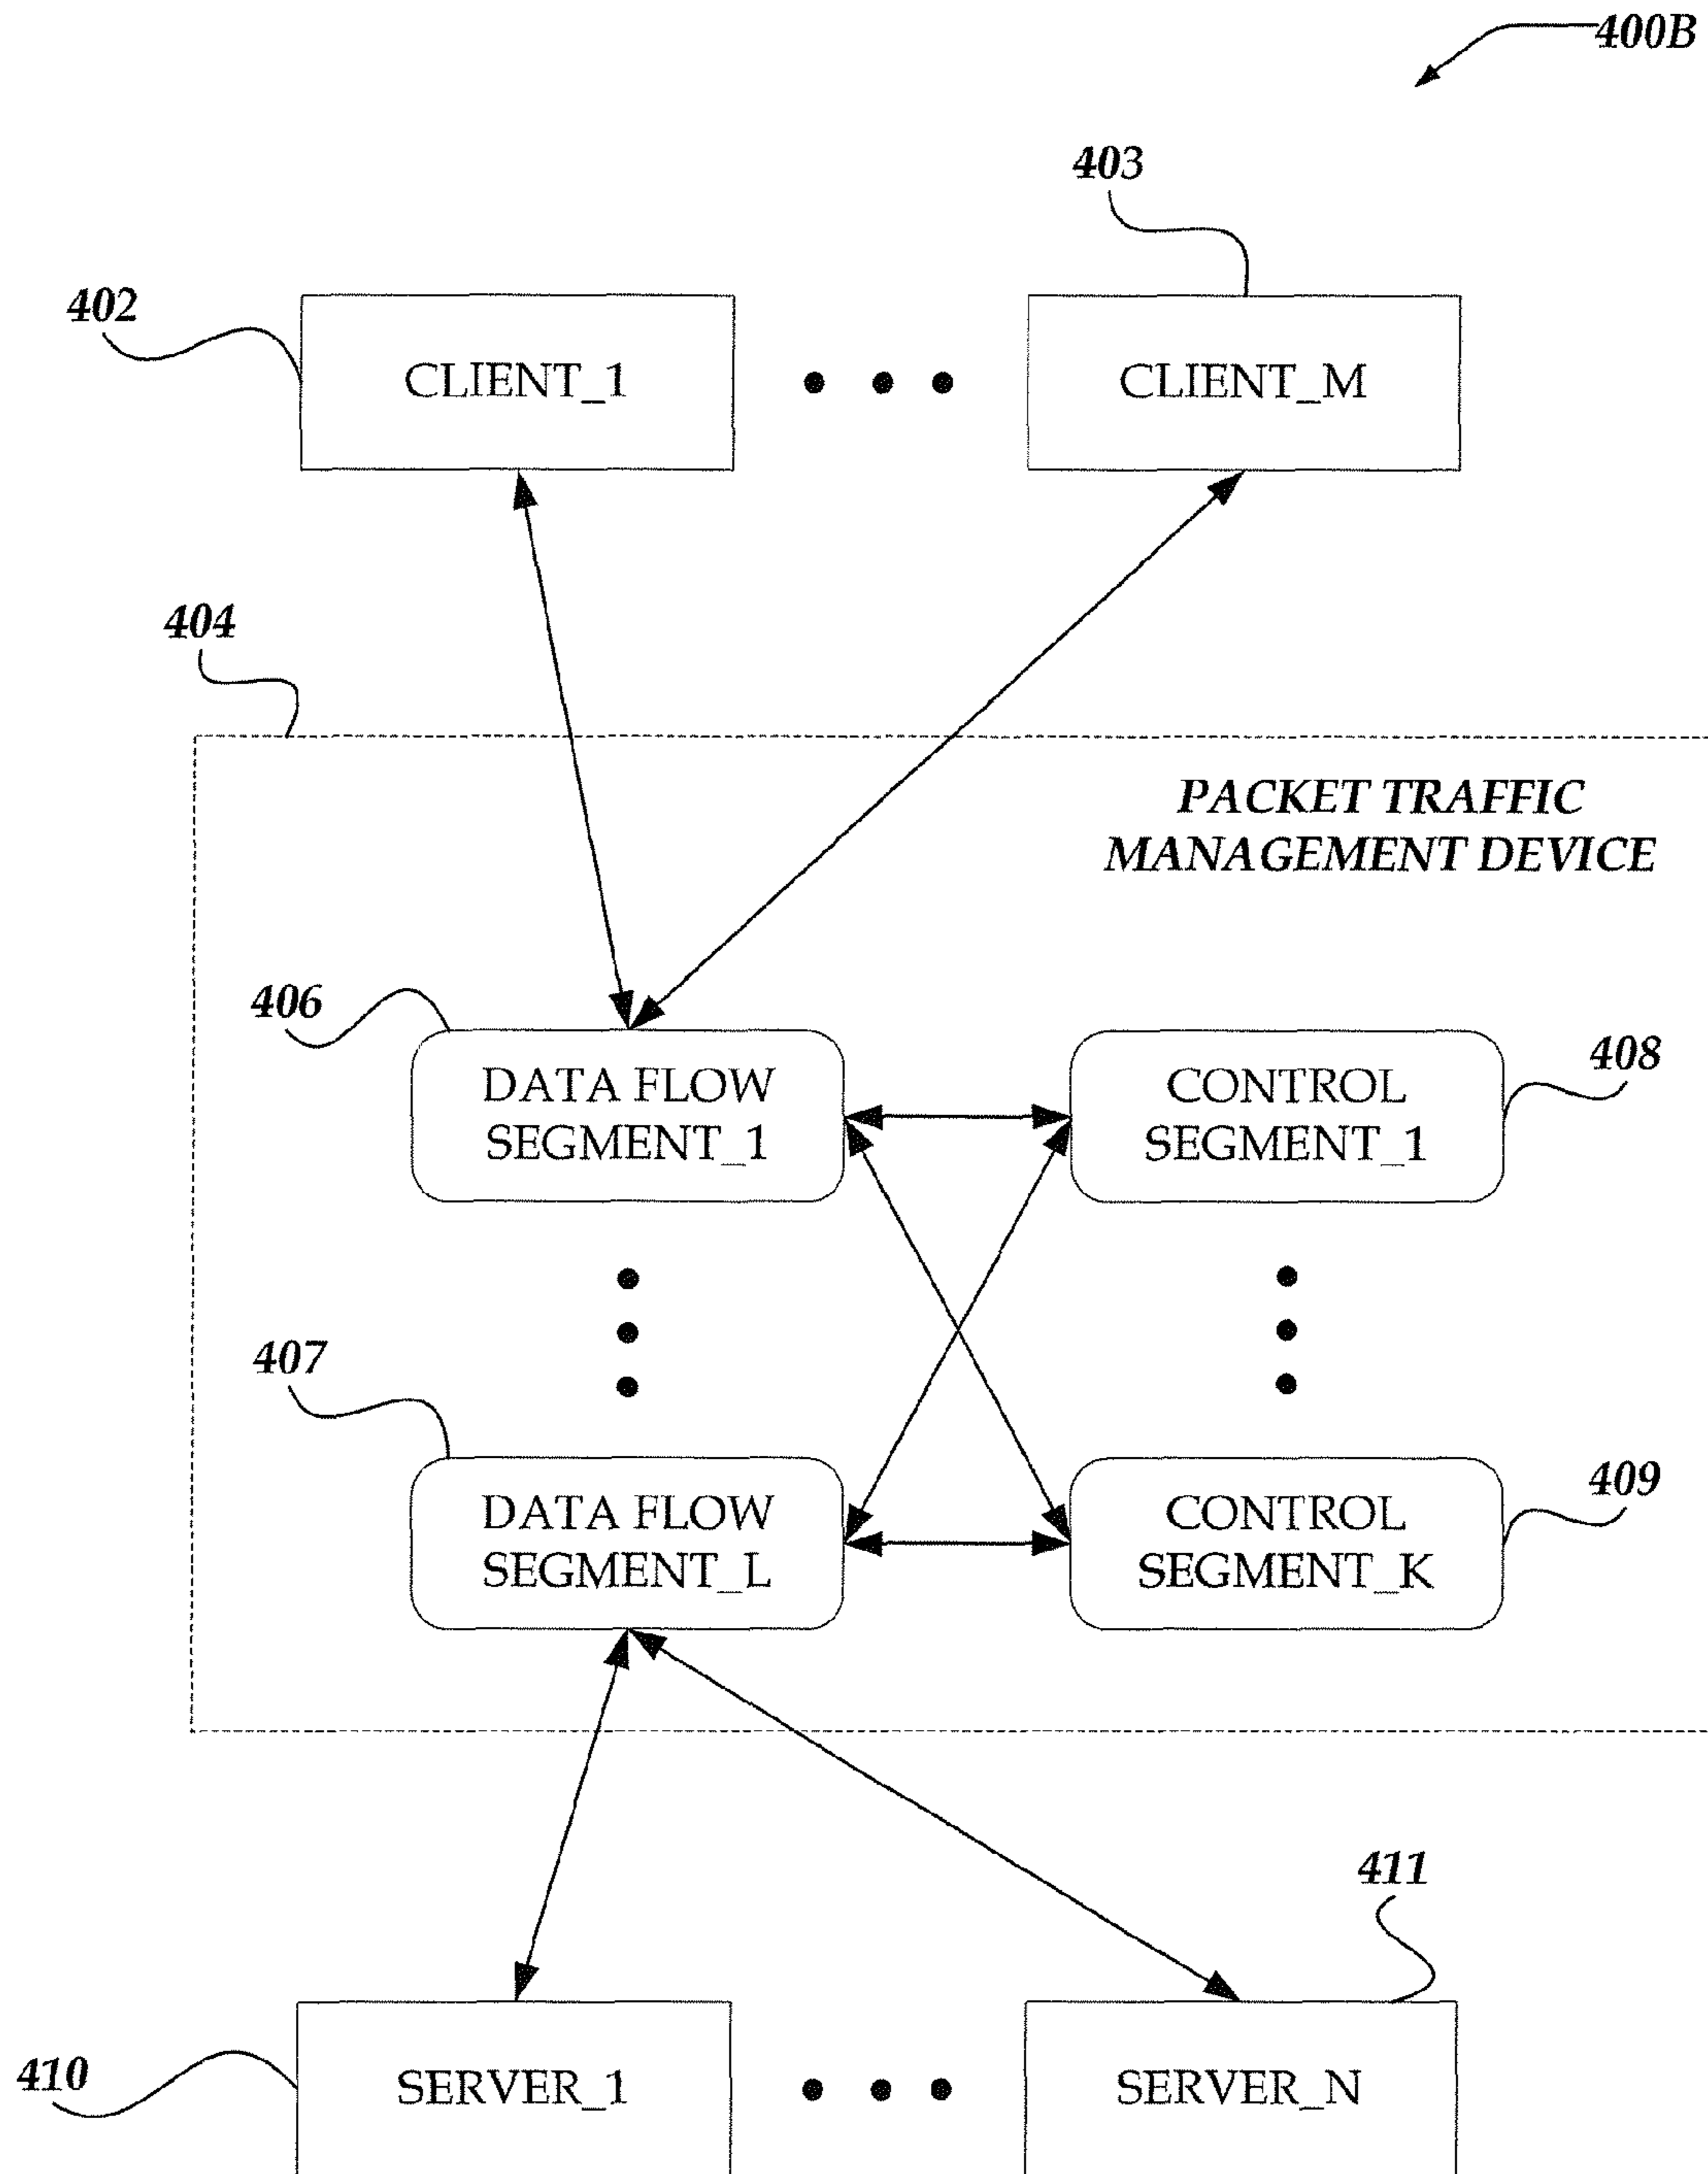 400B
403
402
CLIENT_1
CLIENT_M
404
PACKET TRAFFIC
MANAGEMENT DEVICE
406
DATA FLOW
SEGMENT_1
CONTROL
SEGMENT_1
408
407
DATA FLOW
SEGMENT_L
CONTROL
SEGMENT_K
409
411
410
SERVER_1
SERVER_N